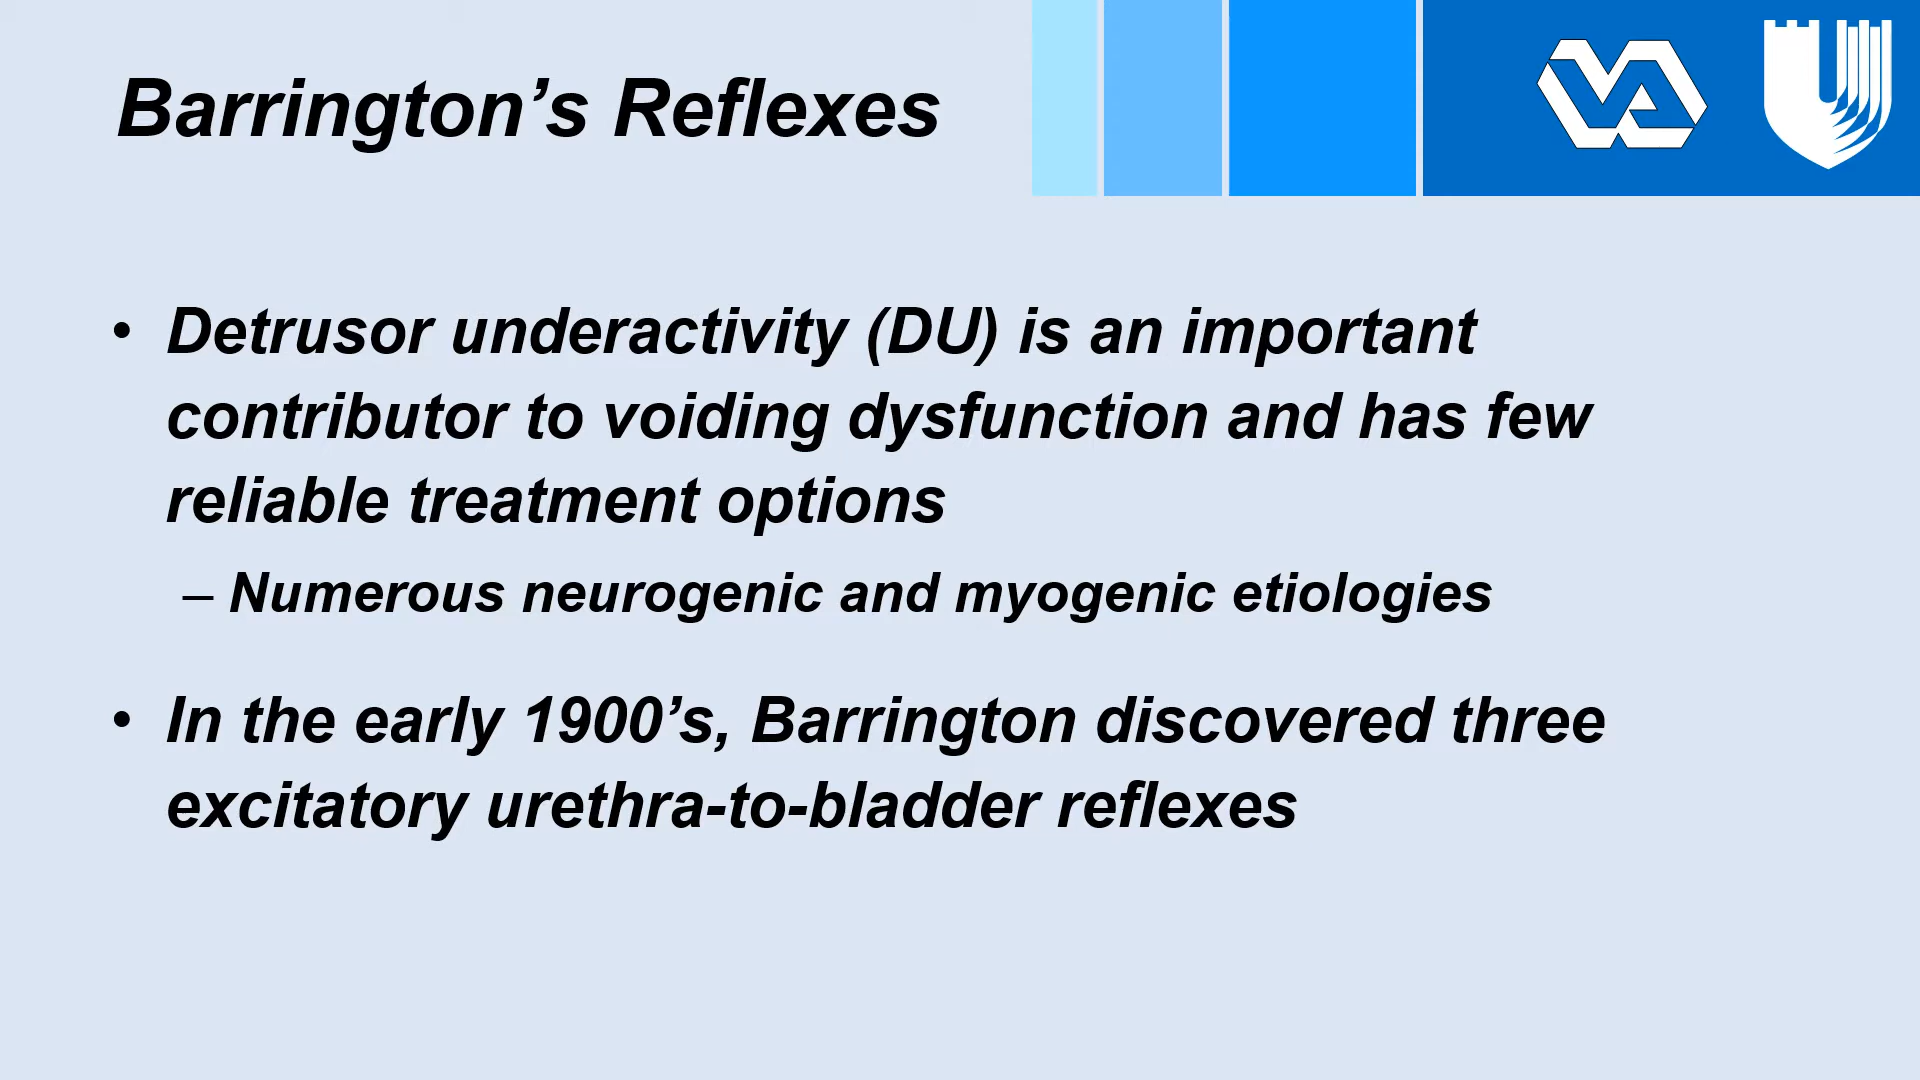 Barrington’s Reflexes
• Detrusor underactivity (DU) is an important
contributor to voiding dysfunction and has few
reliable treatment options
– Numerous neurogenic and myogenic etiologies
• In the early 1900’s, Barrington discovered three
excitatory urethra-to-bladder reflexes
VA